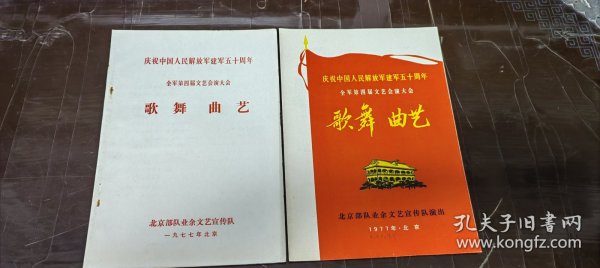 庆祝中国人民解放军建军五十周年
全军第四届文艺会演大会
歌舞 曲艺
北京部队业余文艺宣传队
一九七七年北京
庆祝中国人民解放军建军五十周年
全军第四届文艺会演大会
歌舞 曲艺
北京部队业余文艺宣传队演出
1977年·北京
孔夫子旧书网
www.kongfz.com